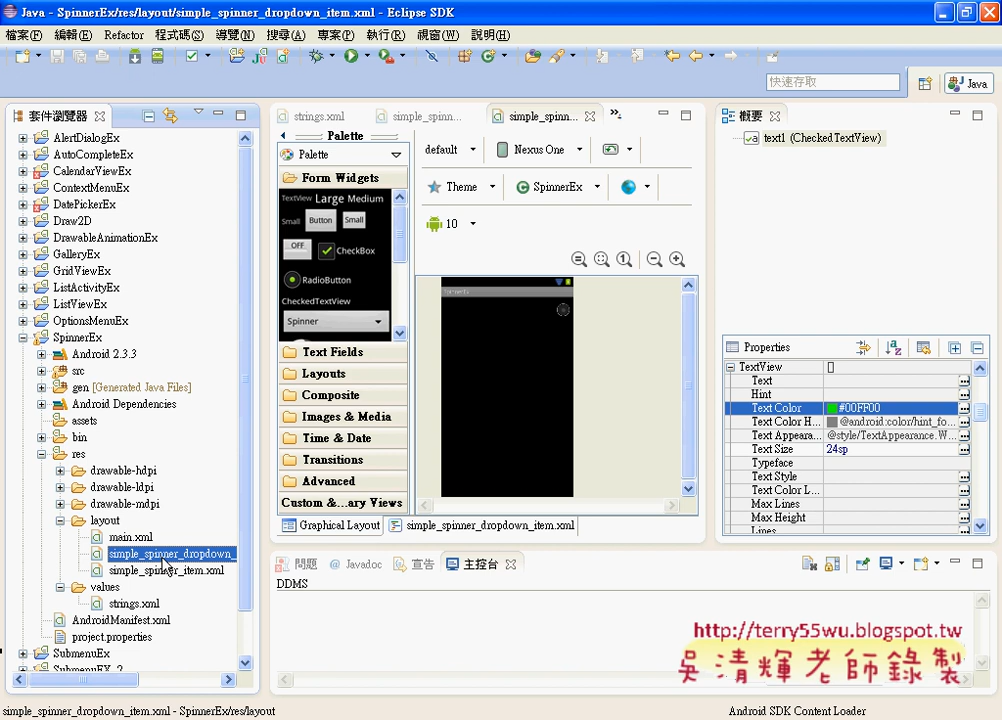 Java - SpinnerEx/res/layout/simple_spinner_dropdown_item.xml - Eclipse SDK
檔案(F) 編輯(E) Refactor 程式碼(S) 導覽(N) 搜尋(A) 專案(P) 執行(R) 視窗(W) 說明(H)
快速存取
Java
套件瀏覽器
AlertDialogEx
AutoCompleteEx
CalendarViewEx
ContextMenuEx
DatePickerEx
Draw2D
DrawableAnimationEx
GalleryEx
GridViewEx
ListActivityEx
ListViewEx
OptionsMenuEx
SpinnerEx
Android 2.3.3
src
gen [Generated Java Files]
Android Dependencies
assets
bin
res
drawable-hdpi
drawable-ldpi
drawable-mdpi
layout
main.xml
simple_spinner_dropdown_
simple_spinner_item.xml
values
strings.xml
AndroidManifest.xml
project.properties
SubmenuEx
SubmenuEX_2
strings.xml
simple_spinn...
simple_spinn...
Palette
Palette
Form Widgets
TextView Large Medium
Small Button Small
OFF CheckBox
RadioButton
CheckedTextView
Spinner
Text Fields
Layouts
Composite
Images & Media
Time & Date
Transitions
Advanced
Custom &...ary Views
default Nexus One
Theme SpinnerEx
10
SpinnerEx
Graphical Layout simple_spinner_dropdown_item.xml
概要
text1 (CheckedTextView)
Properties
TextView []
Text
Hint
Text Color #00FF00
Text Color H... @android:color/hint_fo...
Text Appeara... @style/TextAppearance.W...
Text Size 24sp
Typeface
Text Style
Text Color L...
Max Lines
Max Height
Lines
問題 @ Javadoc 宣告 主控台
DDMS
http://terry55wu.blogspot.tw
吳清輝老師錄製
simple_spinner_dropdown_item.xml - SpinnerEx/res/layout
Android SDK Content Loader